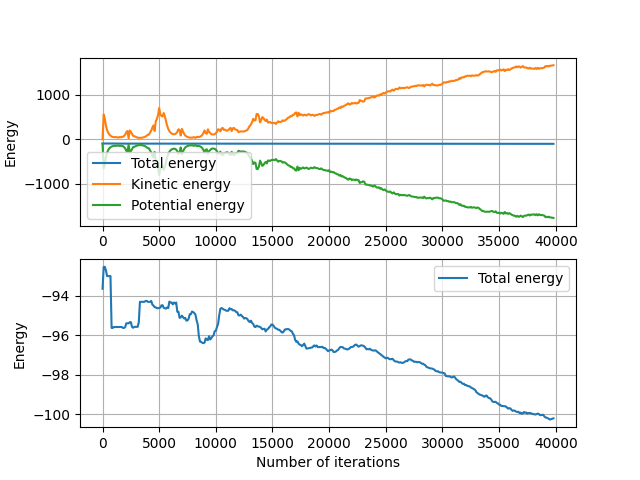 1000
0
−1000
Energy
Total energy
Kinetic energy
Potential energy
0 5000 10000 15000 20000 25000 30000 35000 40000
Total energy
−94
−96
−98
−100
Energy
0 5000 10000 15000 20000 25000 30000 35000 40000
Number of iterations